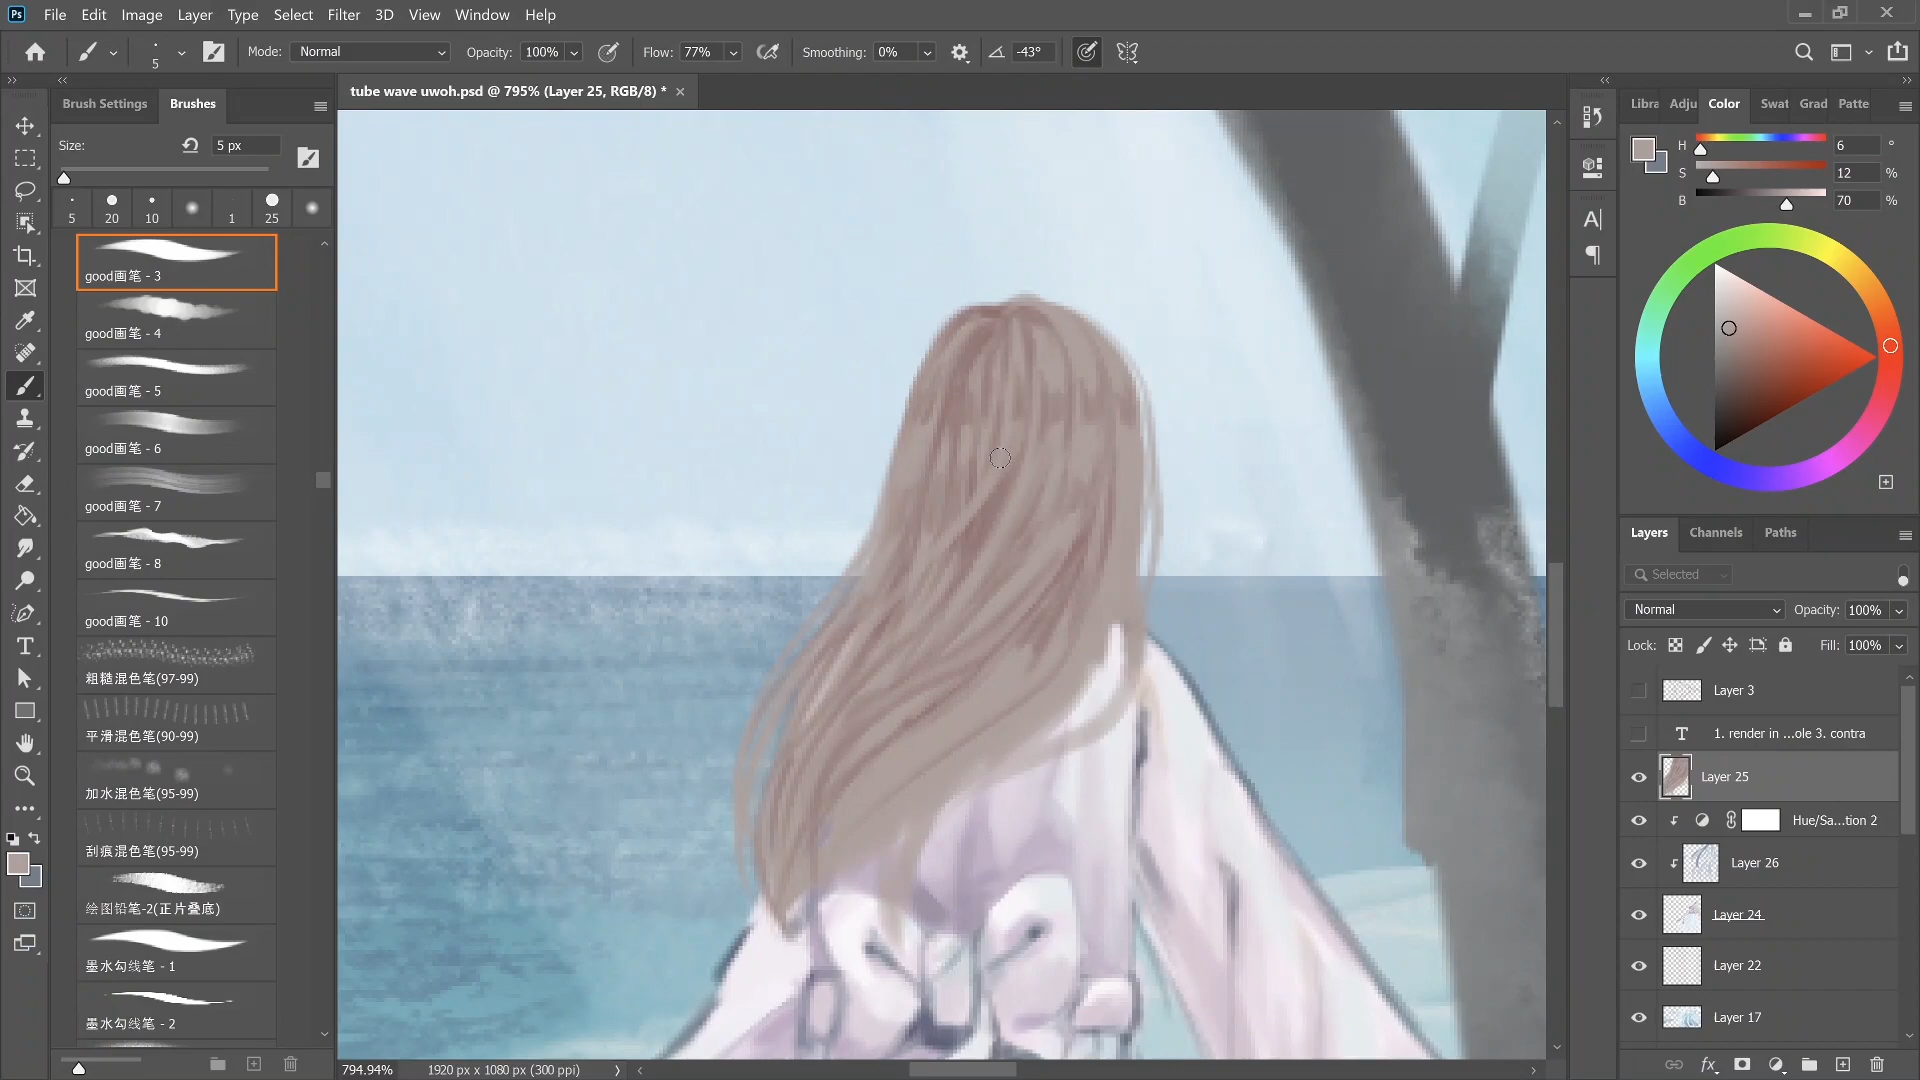 Ps File Edit Image Layer Type Select Filter 3D View Window Help
5 Mode: Normal Opacity: 100% Flow: 77% Smoothing: 0% -43°
Brush Settings Brushes
tube wave uwoh.psd @ 795% (Layer 25, RGB/8) * ×
Libra Adju Color Swat Grad Patte
Size: 5 px
H 6 °
S 12 %
B 70 %
5 20 10 1 25
good画笔 - 3
good画笔 - 4
good画笔 - 5
good画笔 - 6
good画笔 - 7
good画笔 - 8
good画笔 - 10
粗糙混色笔(97-99)
平滑混色笔(90-99)
加水混色笔(95-99)
刮痕混色笔(95-99)
绘图铅笔-2(正片叠底)
墨水勾线笔 - 1
墨水勾线笔 - 2
Layers Channels Paths
Selected
Normal Opacity: 100%
Lock: Fill: 100%
Layer 3
T 1. render in ...ole 3. contra
Layer 25
Hue/Sa...tion 2
Layer 26
Layer 24
Layer 22
Layer 17
fx
794.94% 1920 px x 1080 px (300 ppi)